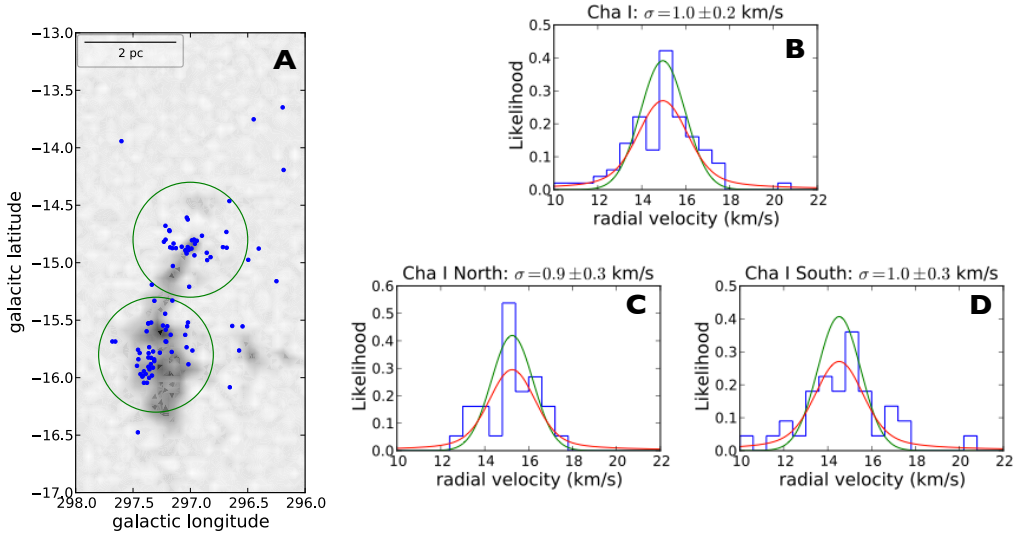 A
2 pc
−13.0
−13.5
−14.0
−14.5
−15.0
−15.5
−16.0
−16.5
−17.0
298.0 297.5 297.0 296.5 296.0
galactic longitude
galacitc latitude
Cha I: σ=1.0±0.2 km/s
B
0.5
0.4
0.3
0.2
0.1
0.0
10 12 14 16 18 20 22
radial velocity (km/s)
Likelihood
Cha I North: σ=0.9±0.3 km/s
C
0.6
0.5
0.4
0.3
0.2
0.1
0.0
10 12 14 16 18 20 22
radial velocity (km/s)
Likelihood
Cha I South: σ=1.0±0.3 km/s
D
0.5
0.4
0.3
0.2
0.1
0.0
10 12 14 16 18 20 22
radial velocity (km/s)
Likelihood